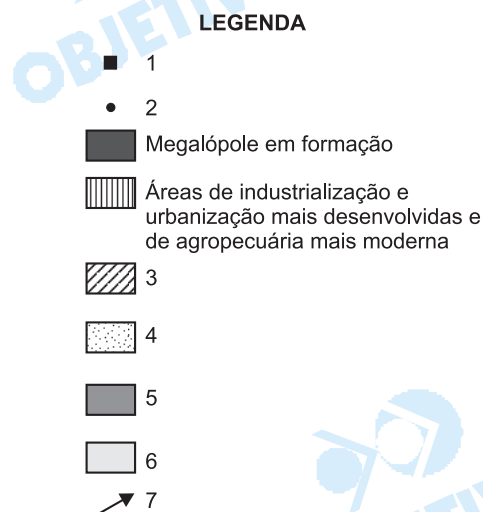 LEGENDA
1
2
Megalópole em formação
Áreas de industrialização e
urbanização mais desenvolvidas e
de agropecuária mais moderna
3
4
5
6
7
OBJETIV